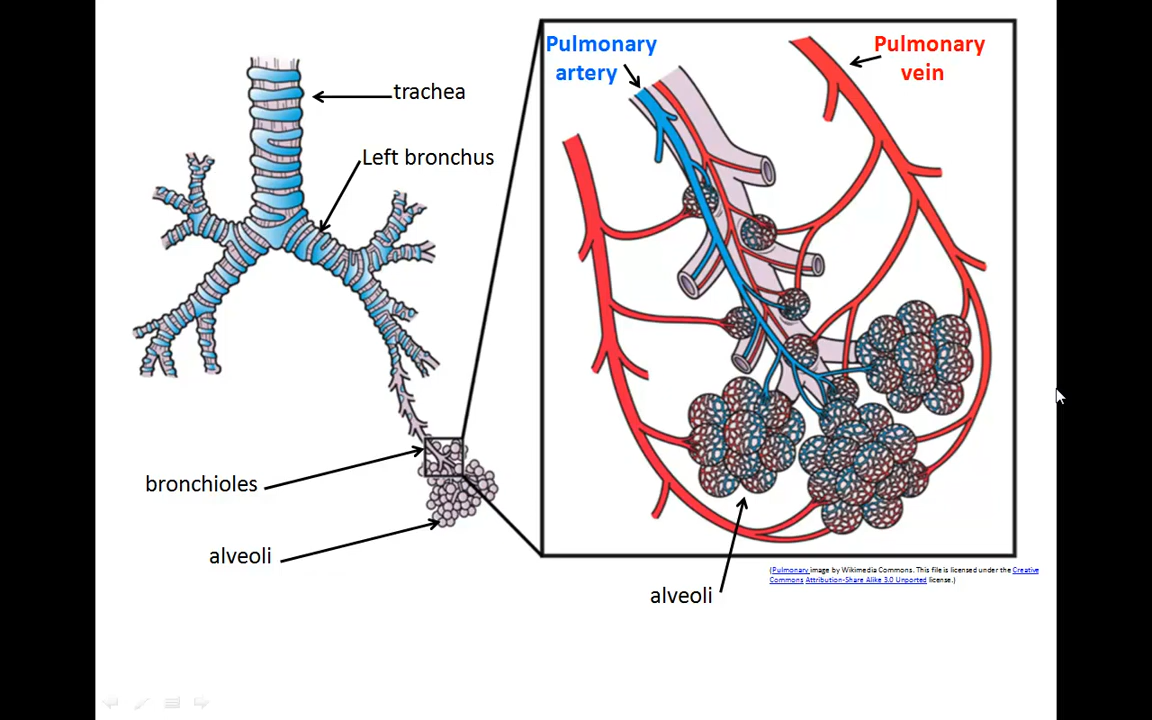 Pulmonary
artery
Pulmonary
vein
trachea
Left bronchus
bronchioles
alveoli
alveoli
(Pulmonary image by Wikimedia Commons. This file is licensed under the Creative
Commons Attribution-Share Alike 3.0 Unported license.)